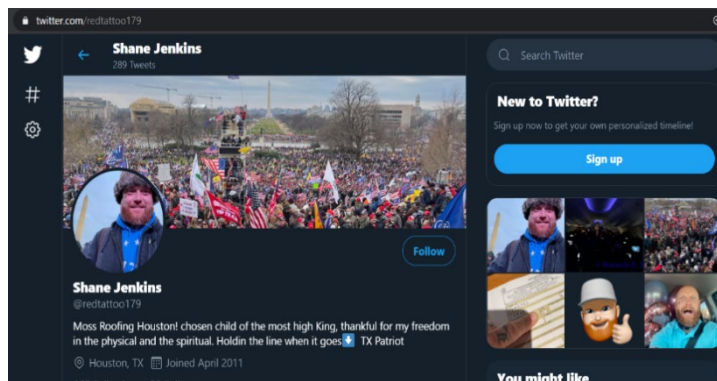 twitter.com/redtattoo179
Shane Jenkins
289 Tweets
Search Twitter
New to Twitter?
Sign up now to get your own personalized timeline!
Sign up
Follow
Shane Jenkins
@redtattoo179
Moss Roofing Houston! chosen child of the most high King, thankful for my freedom
in the physical and the spiritual. Holdin the line when it goes⬇️ TX Patriot
Houston, TX Joined April 2011
You might like